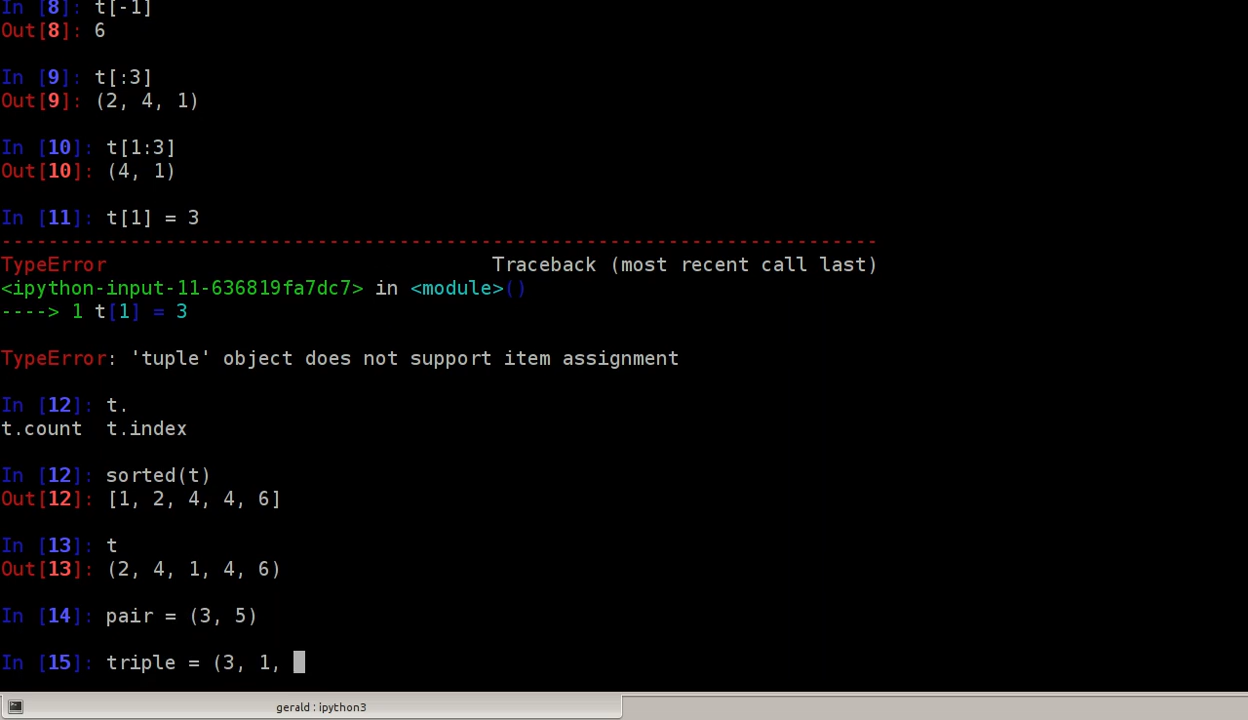 In [8]: t[-1]
Out[8]: 6
In [9]: t[:3]
Out[9]: (2, 4, 1)
In [10]: t[1:3]
Out[10]: (4, 1)
In [11]: t[1] = 3
---------------------------------------------------------------------------
TypeError                                 Traceback (most recent call last)
<ipython-input-11-636819fa7dc7> in <module>()
----> 1 t[1] = 3
TypeError: 'tuple' object does not support item assignment
In [12]: t.
t.count  t.index
In [12]: sorted(t)
Out[12]: [1, 2, 4, 4, 6]
In [13]: t
Out[13]: (2, 4, 1, 4, 6)
In [14]: pair = (3, 5)
In [15]: triple = (3, 1,
gerald : ipython3